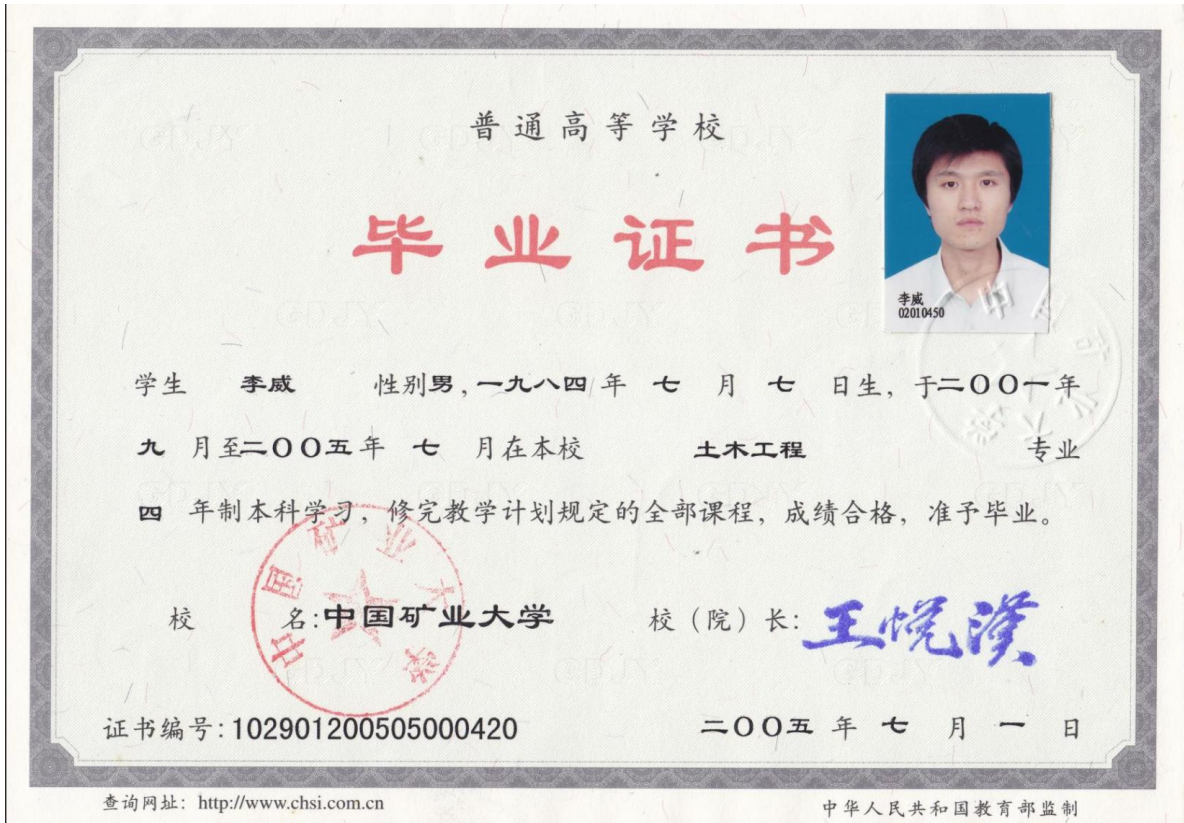 普通高等学校
毕业证书
李威
02010450
学生 李威 性别男，一九八四年 七 月 七 日生，于二〇〇一年
九 月至二〇〇五年 七 月在本校 土木工程 专业
四 年制本科学习，修完教学计划规定的全部课程，成绩合格，准予毕业。
校 名：中国矿业大学 校（院）长：王悦汉
中国矿业大学
证书编号：102901200505000420 二〇〇五 年 七 月 一 日
查询网址：http://www.chsi.com.cn 中华人民共和国教育部监制